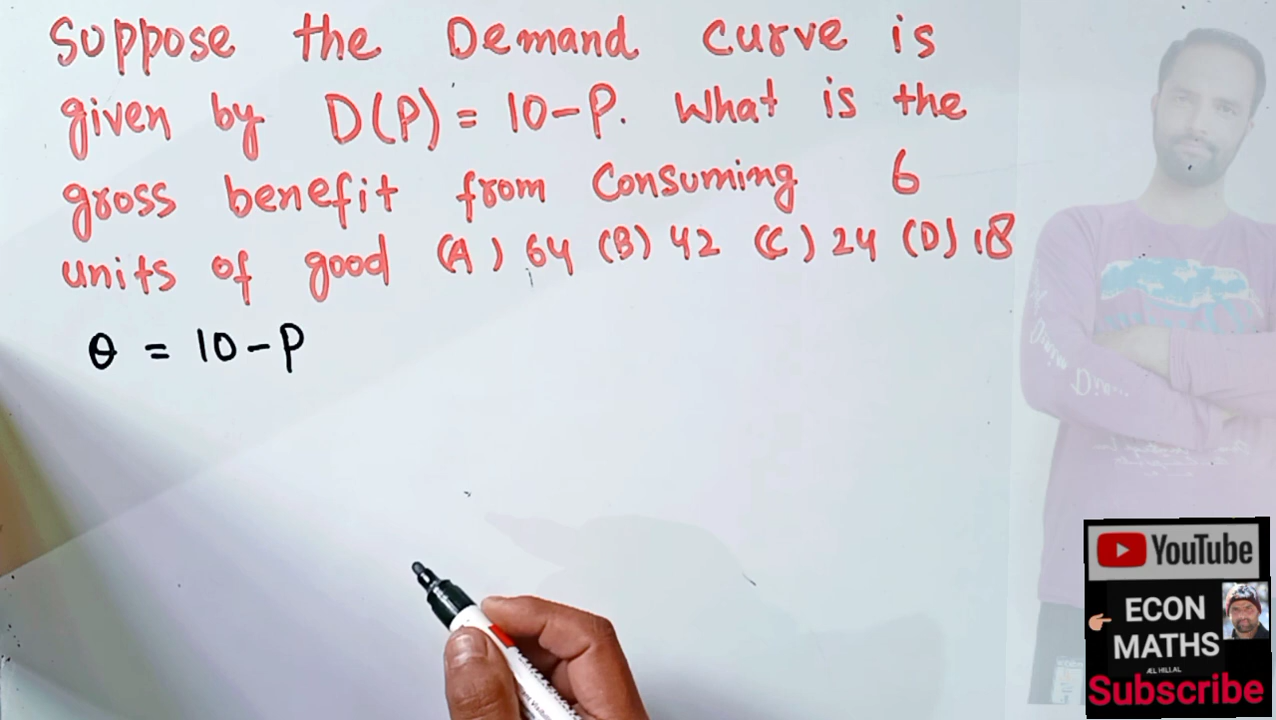 Suppose the Demand curve is
given by D(P) = 10-P. What is the
gross benefit from Consuming 6
units of good (A) 64 (B) 42 (C) 24 (D) 18
θ = 10-P
YouTube
ECON
MATHS
Subscribe